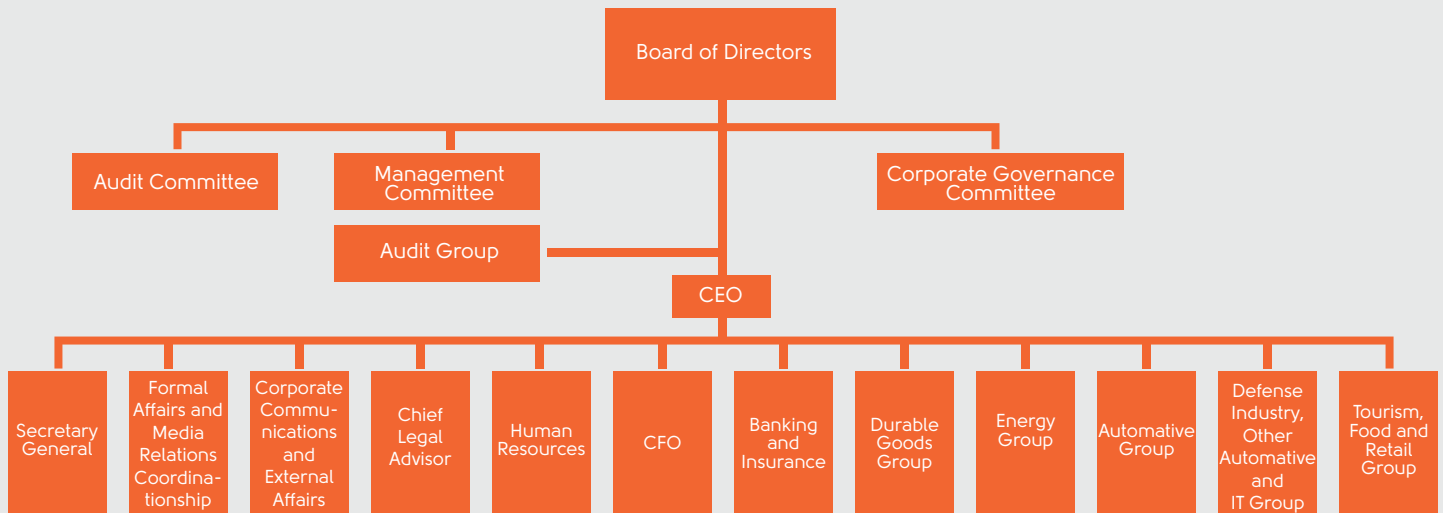 Board of Directors
Audit Committee
Management
Committee
Corporate Governance
Committee
Audit Group
CEO
Secretary
General
Formal
Affairs and
Media
Relations
Coordina-
tionship
Corporate
Commu-
nications
and
External
Affairs
Chief
Legal
Advisor
Human
Resources
CFO
Banking
and
Insurance
Durable
Goods
Group
Energy
Group
Automative
Group
Defense
Industry,
Other
Automative
and
IT Group
Tourism,
Food and
Retail
Group